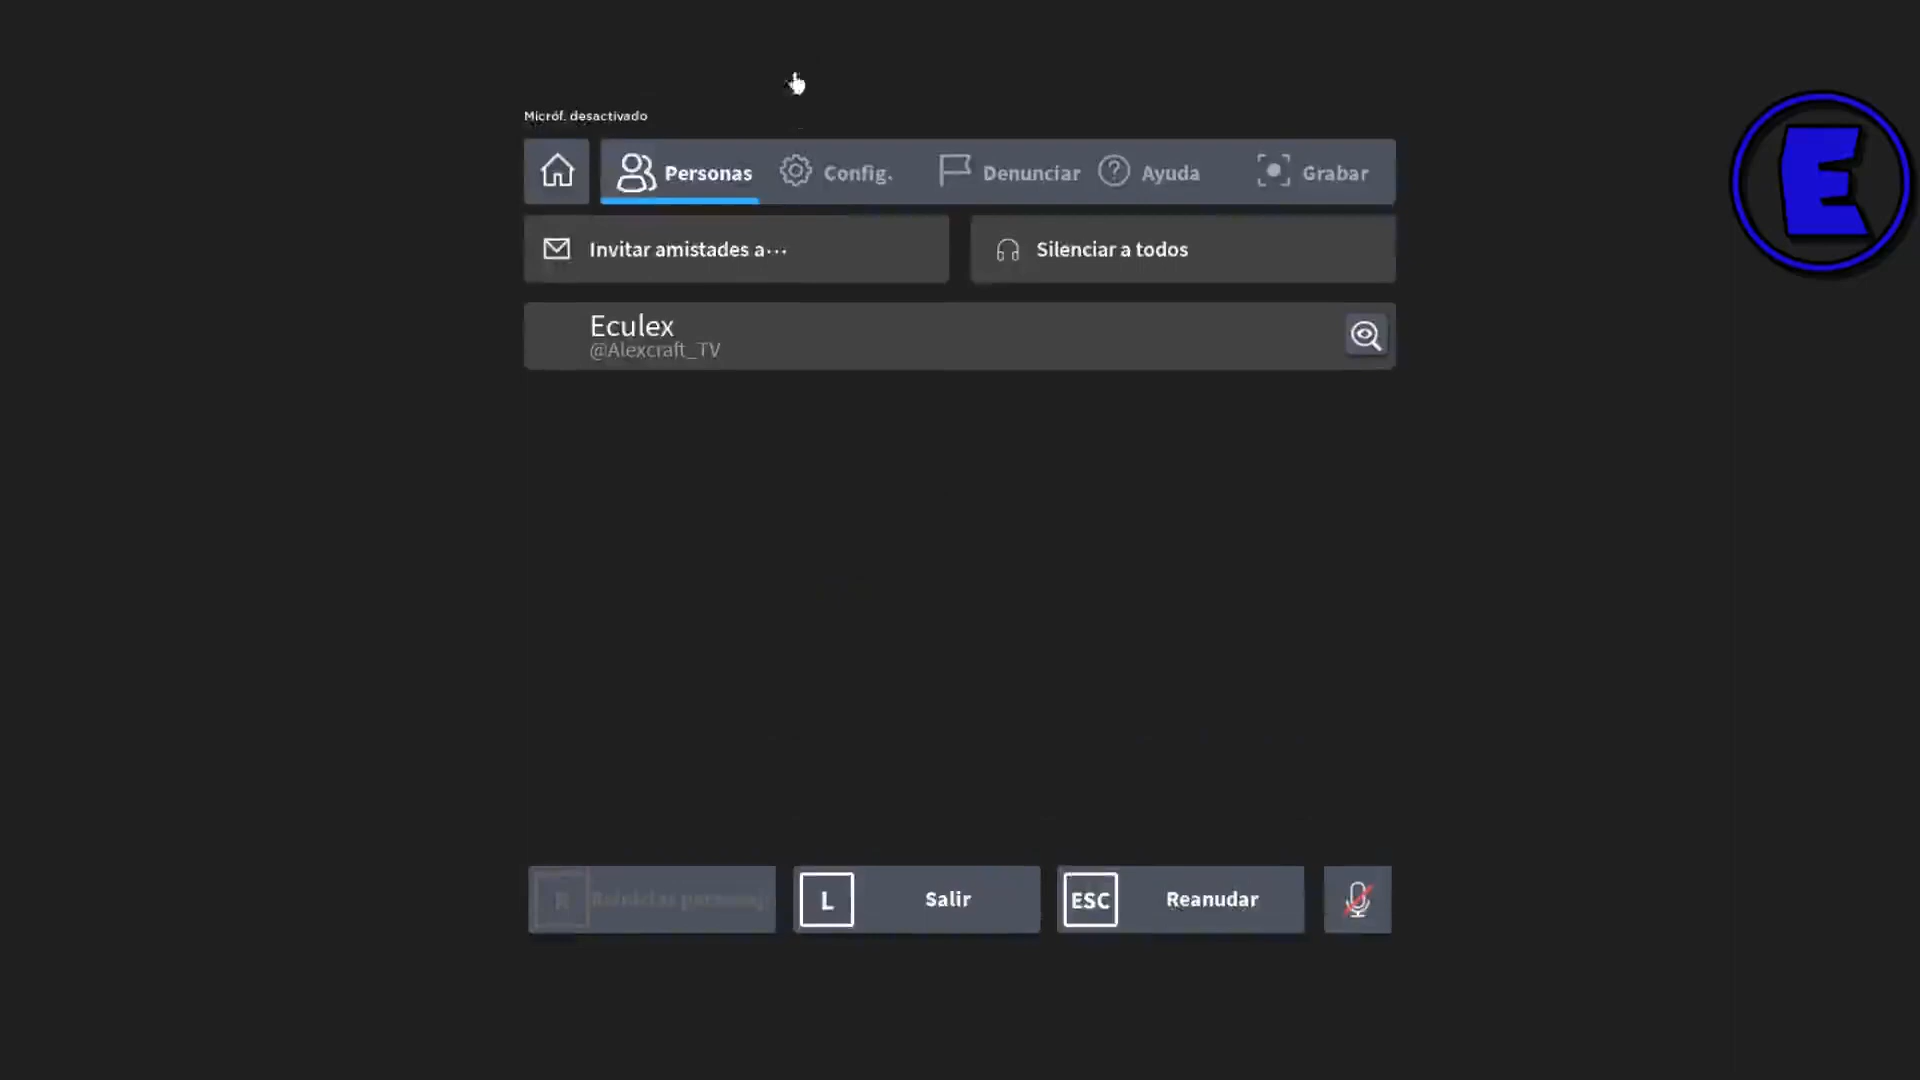 Micróf. desactivado
Personas
Config.
Denunciar
Ayuda
Grabar
Invitar amistades a···
Silenciar a todos
Eculex
@Alexcraft_TV
R
L
Salir
ESC
Reanudar
E